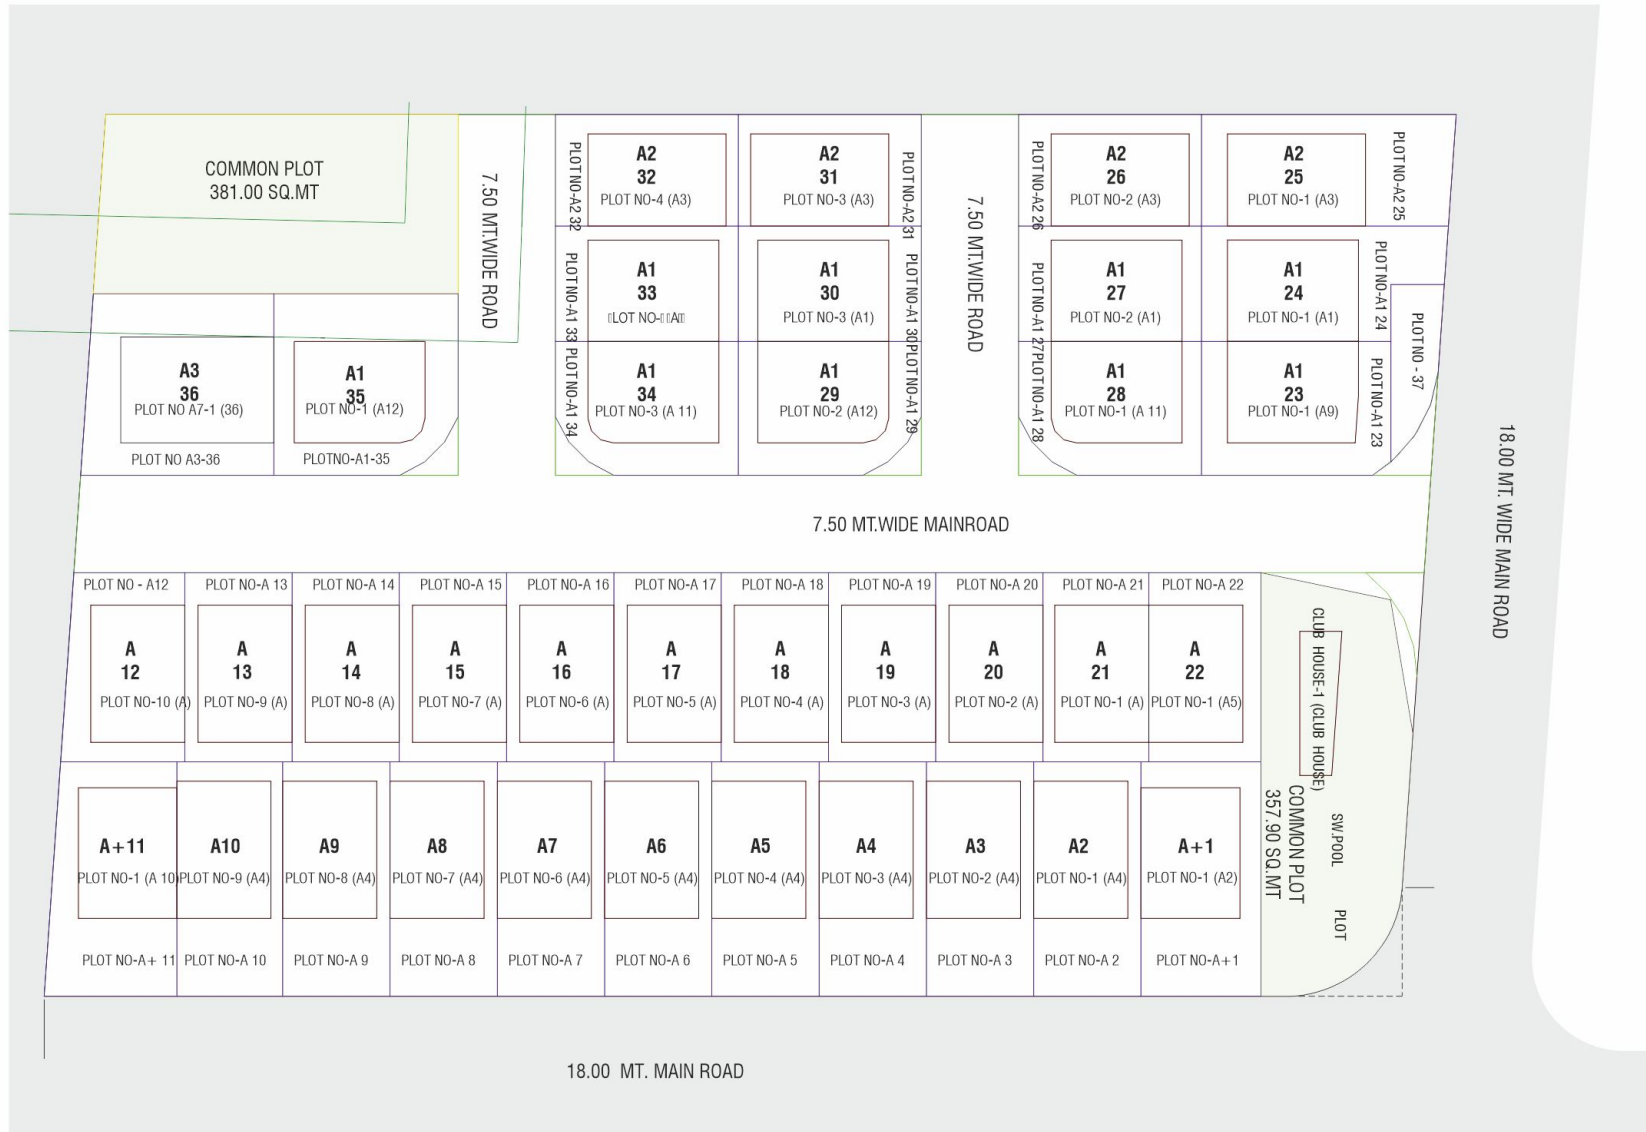 COMMON PLOT
381.00 SQ.MT
7.50 MT.WIDE ROAD
PLOT NO-A2 32
A2
32
PLOT NO-4 (A3)
A2
31
PLOT NO-3 (A3)
PLOT NO-A2 31
7.50 MT.WIDE ROAD
PLOT NO-A2 26
A2
26
PLOT NO-2 (A3)
A2
25
PLOT NO-1 (A3)
PLOT NO-A2 25
PLOT NO-A1 33
A1
33
A1
30
PLOT NO-3 (A1)
PLOT NO-A1 30
PLOT NO-A1 27
A1
27
PLOT NO-2 (A1)
A1
24
PLOT NO-1 (A1)
PLOT NO-A1 24
PLOT NO - 37
A3
36
PLOT NO A7-1 (36)
PLOT NO A3-36
A1
35
PLOT NO-1 (A12)
PLOTNO-A1-35
PLOT NO-A1 34
A1
34
PLOT NO-3 (A 11)
A1
29
PLOT NO-2 (A12)
PLOT NO-A1 29
PLOT NO-A1 28
A1
28
PLOT NO-1 (A 11)
A1
23
PLOT NO-1 (A9)
PLOT NO-A1 23
18.00 MT. WIDE MAIN ROAD
7.50 MT.WIDE MAINROAD
PLOT NO - A12
PLOT NO-A 13
PLOT NO-A 14
PLOT NO-A 15
PLOT NO-A 16
PLOT NO-A 17
PLOT NO-A 18
PLOT NO-A 19
PLOT NO-A 20
PLOT NO-A 21
PLOT NO-A 22
A
12
PLOT NO-10 (A)
A
13
PLOT NO-9 (A)
A
14
PLOT NO-8 (A)
A
15
PLOT NO-7 (A)
A
16
PLOT NO-6 (A)
A
17
PLOT NO-5 (A)
A
18
PLOT NO-4 (A)
A
19
PLOT NO-3 (A)
A
20
PLOT NO-2 (A)
A
21
PLOT NO-1 (A)
A
22
PLOT NO-1 (A5)
CLUB HOUSE-1 (CLUB HOUSE)
COMMON PLOT
357.90 SQ.MT
SW.POOL PLOT
A+11
PLOT NO-1 (A 10)
PLOT NO-A+ 11
A10
PLOT NO-9 (A4)
PLOT NO-A 10
A9
PLOT NO-8 (A4)
PLOT NO-A 9
A8
PLOT NO-7 (A4)
PLOT NO-A 8
A7
PLOT NO-6 (A4)
PLOT NO-A 7
A6
PLOT NO-5 (A4)
PLOT NO-A 6
A5
PLOT NO-4 (A4)
PLOT NO-A 5
A4
PLOT NO-3 (A4)
PLOT NO-A 4
A3
PLOT NO-2 (A4)
PLOT NO-A 3
A2
PLOT NO-1 (A4)
PLOT NO-A 2
A+1
PLOT NO-1 (A2)
PLOT NO-A+1
18.00 MT. MAIN ROAD